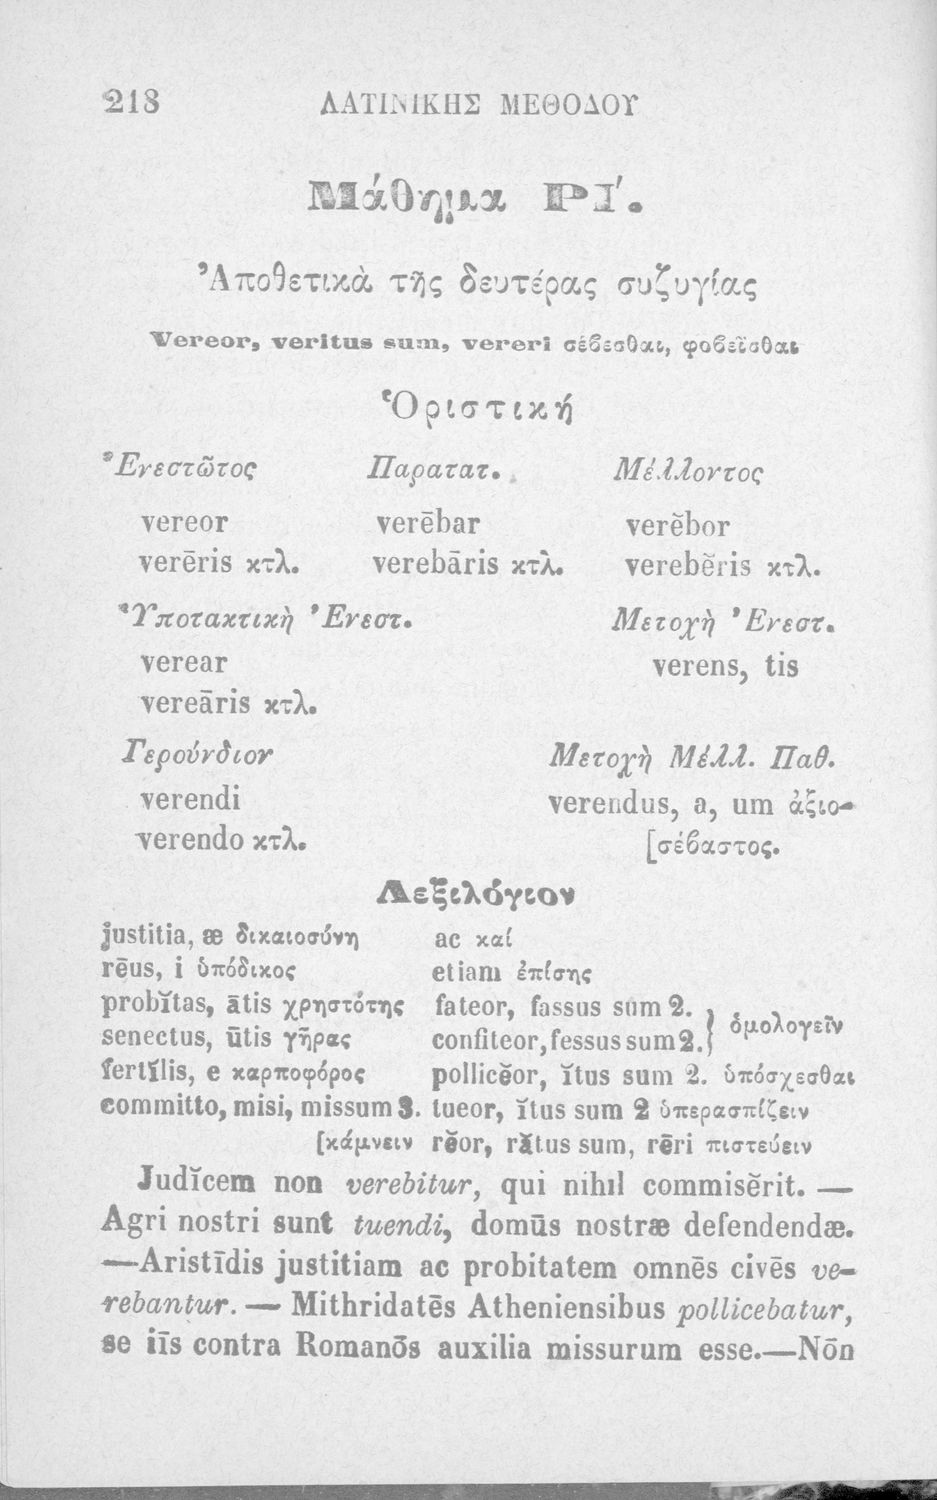 218 ΛΑΤΙΝΙΚΗΣ ΜΕΘΟΔΟΥ
Μάθημα ΡΙ΄.
Ἀποθετικὰ τῆς δευτέρας συζυγίας
Vereor, veritus sum, vereri σέβεσθαι, φοβεῖσθαι
Ὁριστική
Ἐνεστῶτος Παρατατ. Μέλλοντος
vereor verēbar verĕbor
verēris κτλ. verebāris κτλ. verebĕris κτλ.
Ὑποτακτικὴ Ἐνεστ. Μετοχὴ Ἐνεστ.
verear verens, tis
vereāris κτλ.
Γερούνδιον Μετοχὴ Μέλλ. Παθ.
verendi verendus, a, um ἀξιο-
verendo κτλ. [σέβαστος.
Λεξιλόγιον
justitia, æ δικαιοσύνη ac καί
rēus, i ὑπόδικος etiam ἐπίσης
probĭtas, ātis χρηστότης fateor, fassus sum 2. } ὁμολογεῖν
senectus, ūtis γῆρας confiteor, fessus sum 2. }
fertĭlis, e καρποφόρος pollicĕor, ĭtus sum 2. ὑπόσχεσθαι
committo, misi, missum 3. tueor, ĭtus sum 2 ὑπερασπίζειν
[κάμνειν rĕor, rătus sum, rēri πιστεύειν
Judĭcem non verebitur, qui nihil commisĕrit. —
Agri nostri sunt tuendi, domūs nostræ defendendæ.
—Aristīdis justitiam ac probitatem omnēs civēs ve-
rebantur. — Mithridatēs Atheniensibus pollicebatur,
se iīs contra Romanōs auxilia missurum esse.—Nōn